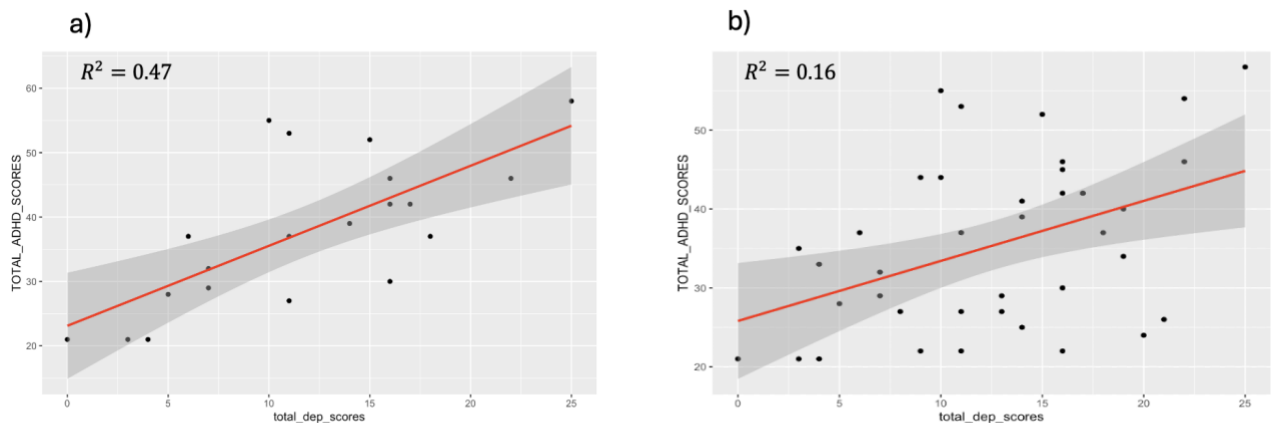 a)
R² = 0.47
TOTAL_ADHD_SCORES
60
50
40
30
20
0
5
10
15
20
25
total_dep_scores
b)
R² = 0.16
TOTAL_ADHD_SCORES
50
40
30
20
0
5
10
15
20
25
total_dep_scores